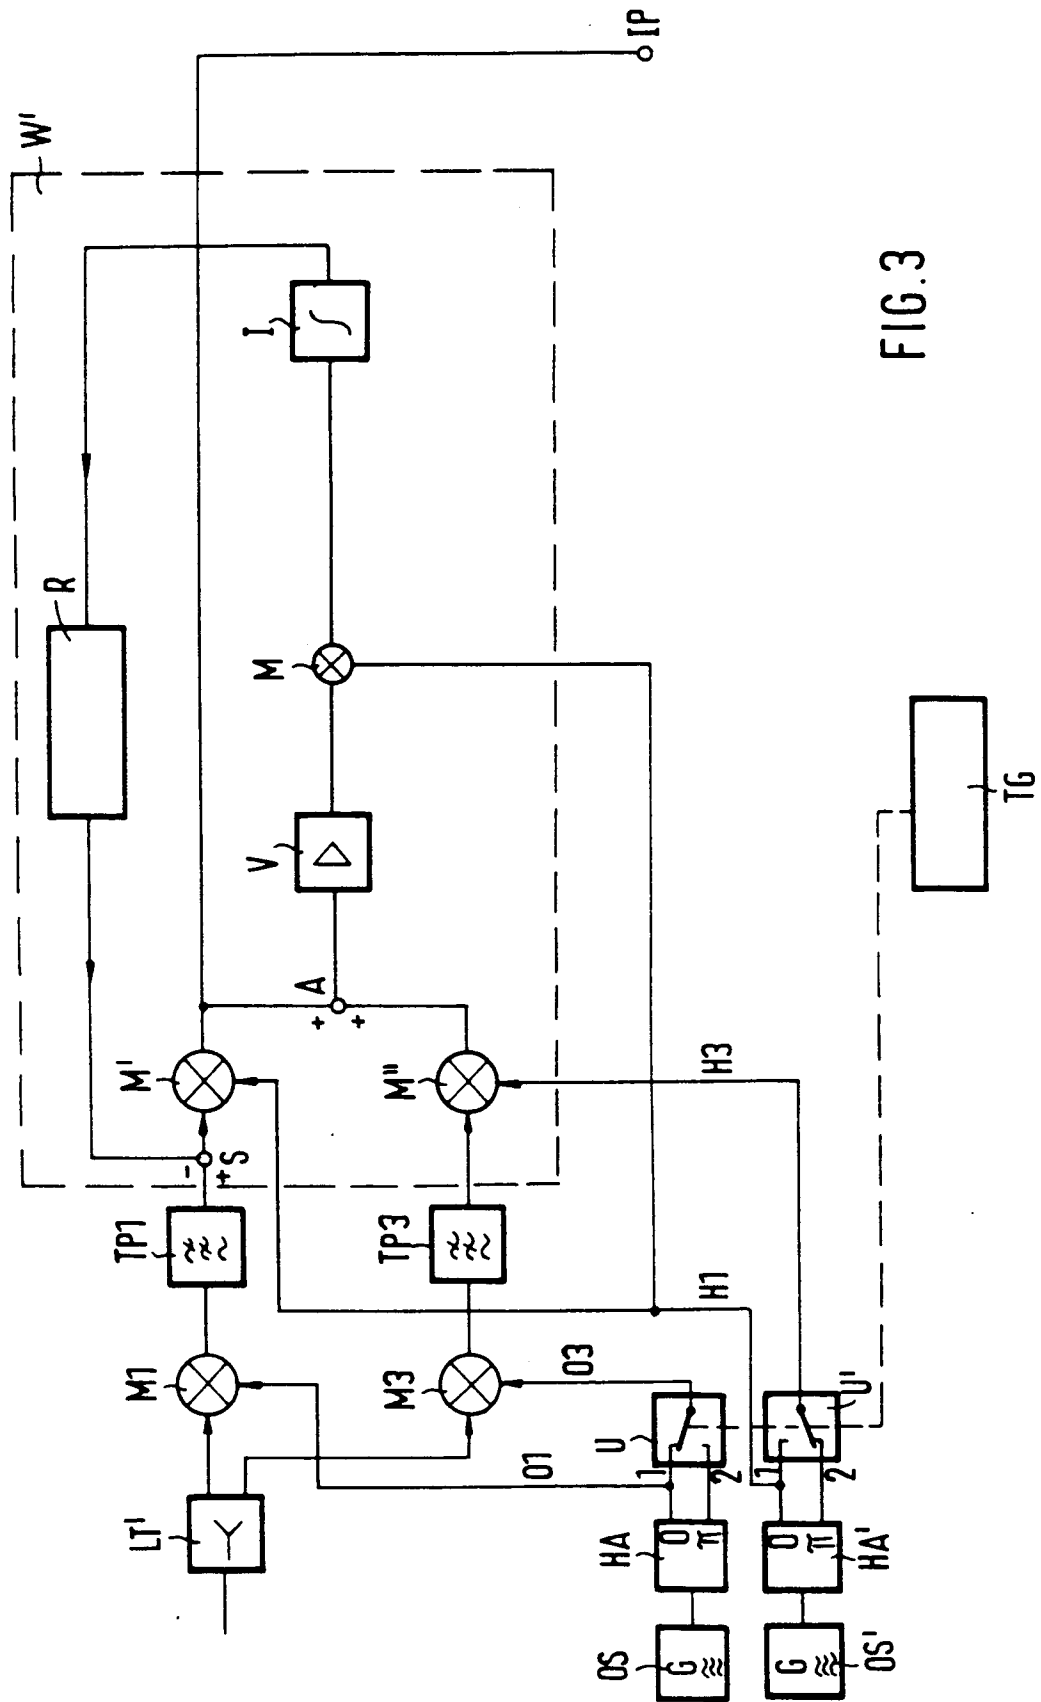 W'
IP
R
I
M
V
A
+
+
M'
M"
-
+
S
TP1
TP3
H1
H3
M1
M3
O1
O3
LT'
U
1
2
U'
1
2
HA
0
π
HA'
0
π
OS
G
OS'
G
TG
FIG.3